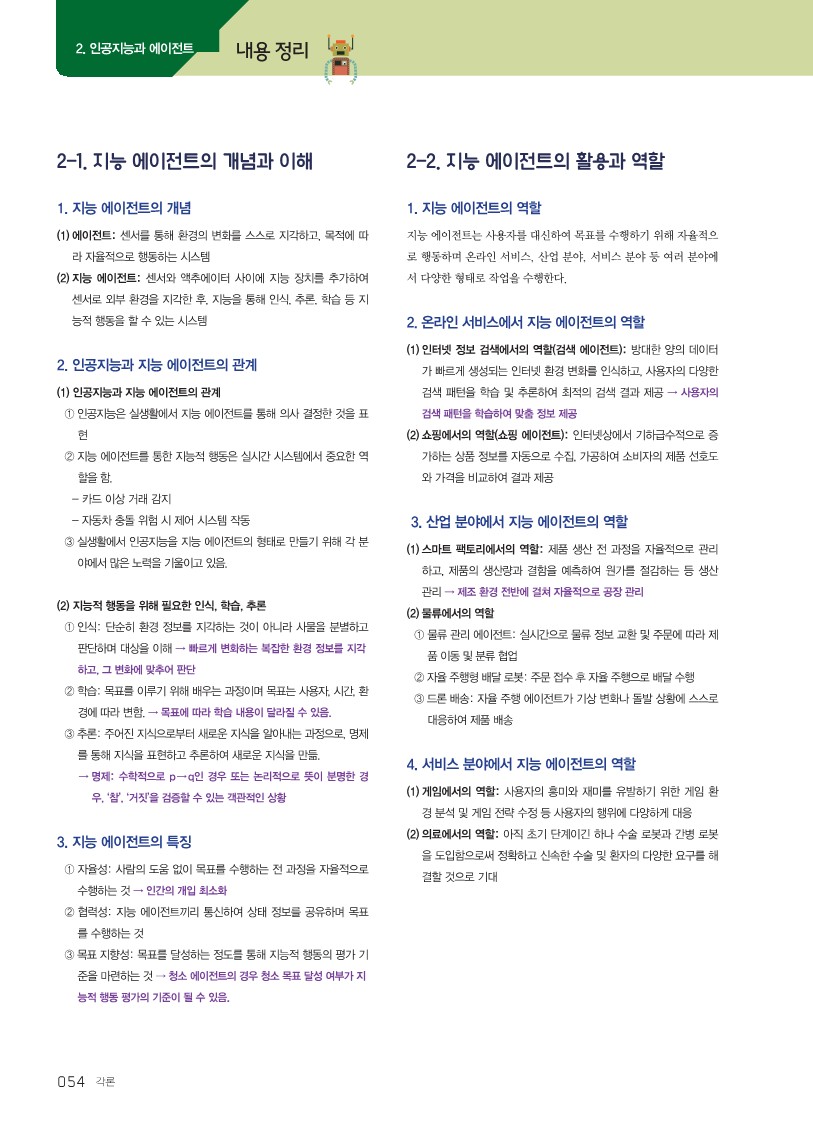 2. 인공지능과 에이전트
내용 정리
2-1. 지능 에이전트의 개념과 이해
1. 지능 에이전트의 개념
(1) 에이전트: 센서를 통해 환경의 변화를 스스로 지각하고, 목적에 따
라 자율적으로 행동하는 시스템
(2) 지능 에이전트: 센서와 액추에이터 사이에 지능 장치를 추가하여
센서로 외부 환경을 지각한 후, 지능을 통해 인식, 추론, 학습 등 지
능적 행동을 할 수 있는 시스템
2. 인공지능과 지능 에이전트의 관계
(1) 인공지능과 지능 에이전트의 관계
① 인공지능은 실생활에서 지능 에이전트를 통해 의사 결정한 것을 표
현
② 지능 에이전트를 통한 지능적 행동은 실시간 시스템에서 중요한 역
할을 함.
- 카드 이상 거래 감지
- 자동차 충돌 위험 시 제어 시스템 작동
③ 실생활에서 인공지능을 지능 에이전트의 형태로 만들기 위해 각 분
야에서 많은 노력을 기울이고 있음.
(2) 지능적 행동을 위해 필요한 인식, 학습, 추론
① 인식: 단순히 환경 정보를 지각하는 것이 아니라 사물을 분별하고
판단하며 대상을 이해 → 빠르게 변화하는 복잡한 환경 정보를 지각
하고, 그 변화에 맞추어 판단
② 학습: 목표를 이루기 위해 배우는 과정이며 목표는 사용자, 시간, 환
경에 따라 변함. → 목표에 따라 학습 내용이 달라질 수 있음.
③ 추론: 주어진 지식으로부터 새로운 지식을 알아내는 과정으로, 명제
를 통해 지식을 표현하고 추론하여 새로운 지식을 만듦.
→ 명제: 수학적으로 p→q인 경우 또는 논리적으로 뜻이 분명한 경
우, '참', '거짓'을 검증할 수 있는 객관적인 상황
3. 지능 에이전트의 특징
① 자율성: 사람의 도움 없이 목표를 수행하는 전 과정을 자율적으로
수행하는 것 → 인간의 개입 최소화
② 협력성: 지능 에이전트끼리 통신하여 상태 정보를 공유하며 목표
를 수행하는 것
③ 목표 지향성: 목표를 달성하는 정도를 통해 지능적 행동의 평가 기
준을 마련하는 것 → 청소 에이전트의 경우 청소 목표 달성 여부가 지
능적 행동 평가의 기준이 될 수 있음.
2-2. 지능 에이전트의 활용과 역할
1. 지능 에이전트의 역할
지능 에이전트는 사용자를 대신하여 목표를 수행하기 위해 자율적으
로 행동하며 온라인 서비스, 산업 분야, 서비스 분야 등 여러 분야에
서 다양한 형태로 작업을 수행한다.
2. 온라인 서비스에서 지능 에이전트의 역할
(1) 인터넷 정보 검색에서의 역할(검색 에이전트): 방대한 양의 데이터
가 빠르게 생성되는 인터넷 환경 변화를 인식하고, 사용자의 다양한
검색 패턴을 학습 및 추론하여 최적의 검색 결과 제공 → 사용자의
검색 패턴을 학습하여 맞춤 정보 제공
(2) 쇼핑에서의 역할(쇼핑 에이전트): 인터넷상에서 기하급수적으로 증
가하는 상품 정보를 자동으로 수집, 가공하여 소비자의 제품 선호도
와 가격을 비교하여 결과 제공
3. 산업 분야에서 지능 에이전트의 역할
(1) 스마트 팩토리에서의 역할: 제품 생산 전 과정을 자율적으로 관리
하고, 제품의 생산량과 결함을 예측하여 원가를 절감하는 등 생산
관리 → 제조 환경 전반에 걸쳐 자율적으로 공장 관리
(2) 물류에서의 역할
① 물류 관리 에이전트: 실시간으로 물류 정보 교환 및 주문에 따라 제
품 이동 및 분류 협업
② 자율 주행형 배달 로봇: 주문 접수 후 자율 주행으로 배달 수행
③ 드론 배송: 자율 주행 에이전트가 기상 변화나 돌발 상황에 스스로
대응하여 제품 배송
4. 서비스 분야에서 지능 에이전트의 역할
(1) 게임에서의 역할: 사용자의 흥미와 재미를 유발하기 위한 게임 환
경 분석 및 게임 전략 수정 등 사용자의 행위에 다양하게 대응
(2) 의료에서의 역할: 아직 초기 단계이긴 하나 수술 로봇과 간병 로봇
을 도입함으로써 정확하고 신속한 수술 및 환자의 다양한 요구를 해
결할 것으로 기대
054 각론